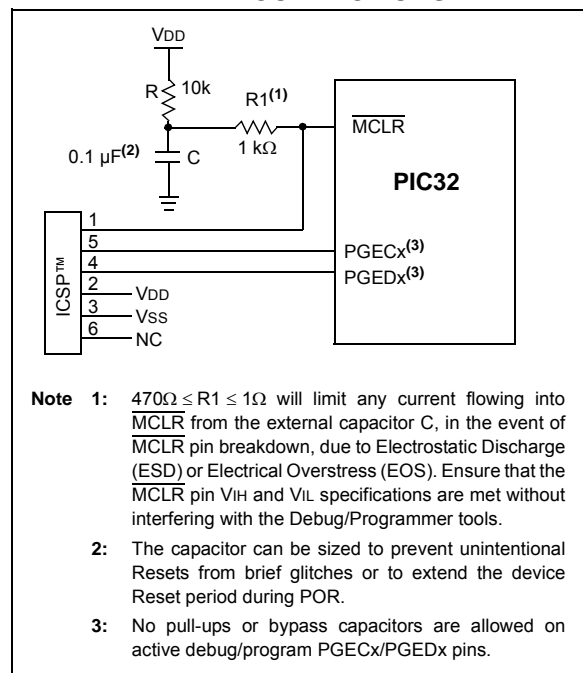 VDD
R 10k
R1(1)
0.1 µF(2) C
1 kΩ
MCLR
PIC32
1
5
4
2
3
6
ICSP™
PGECx(3)
PGEDx(3)
VDD
VSS
NC
Note 1: 470Ω ≤ R1 ≤ 1Ω will limit any current flowing into
MCLR from the external capacitor C, in the event of
MCLR pin breakdown, due to Electrostatic Discharge
(ESD) or Electrical Overstress (EOS). Ensure that the
MCLR pin VIH and VIL specifications are met without
interfering with the Debug/Programmer tools.
2: The capacitor can be sized to prevent unintentional
Resets from brief glitches or to extend the device
Reset period during POR.
3: No pull-ups or bypass capacitors are allowed on
active debug/program PGECx/PGEDx pins.